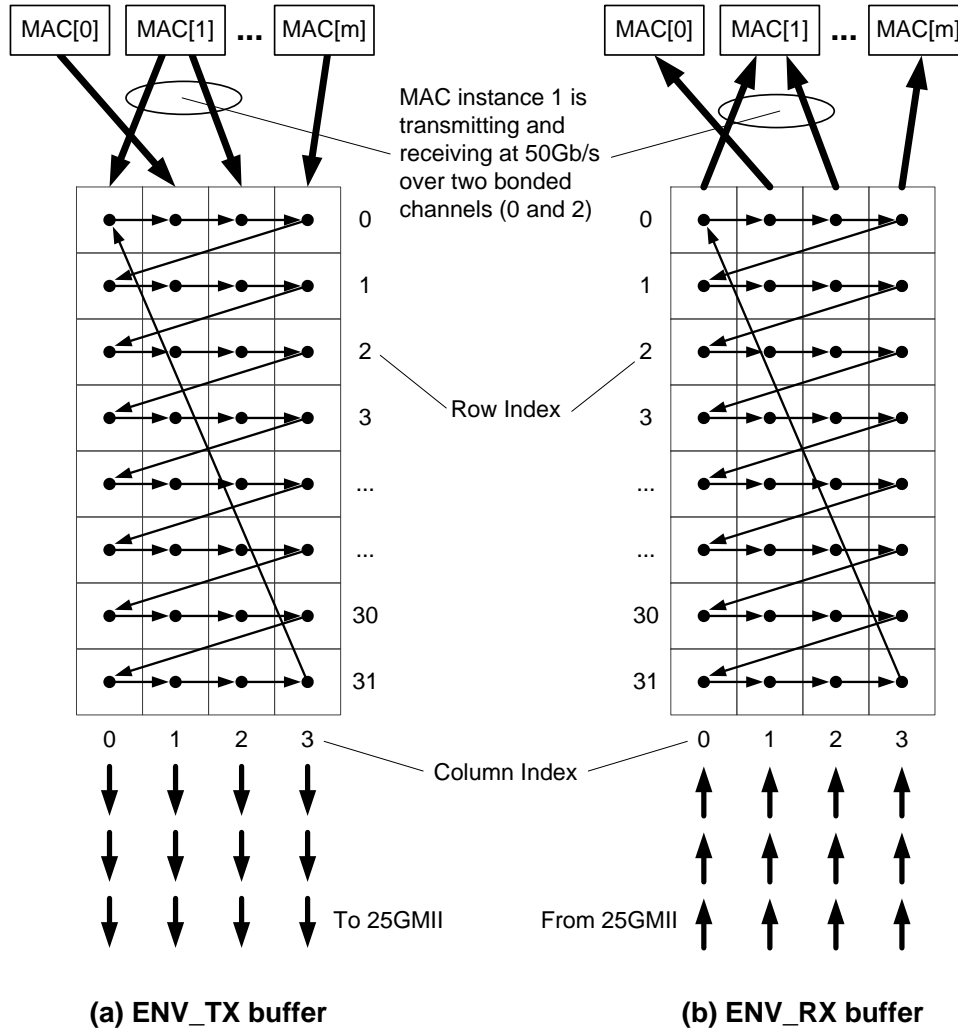 MAC[0] MAC[1] ... MAC[m]
MAC[0] MAC[1] ... MAC[m]
MAC instance 1 is
transmitting and
receiving at 50Gb/s
over two bonded
channels (0 and 2)
0
1
2
3
...
...
30
31
0
1
2
3
...
...
30
31
Row Index
0 1 2 3
0 1 2 3
Column Index
To 25GMII
From 25GMII
(a) ENV_TX buffer
(b) ENV_RX buffer